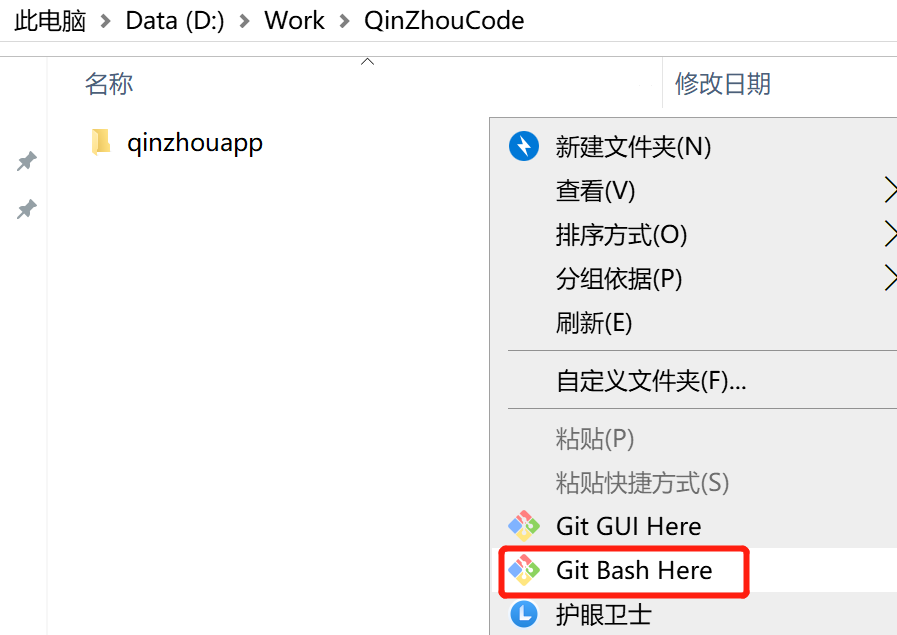 此电脑 > Data (D:) > Work > QinZhouCode
名称 修改日期
qinzhouapp
新建文件夹(N)
查看(V)
排序方式(O)
分组依据(P)
刷新(E)
自定义文件夹(F)...
粘贴(P)
粘贴快捷方式(S)
Git GUI Here
Git Bash Here
护眼卫士